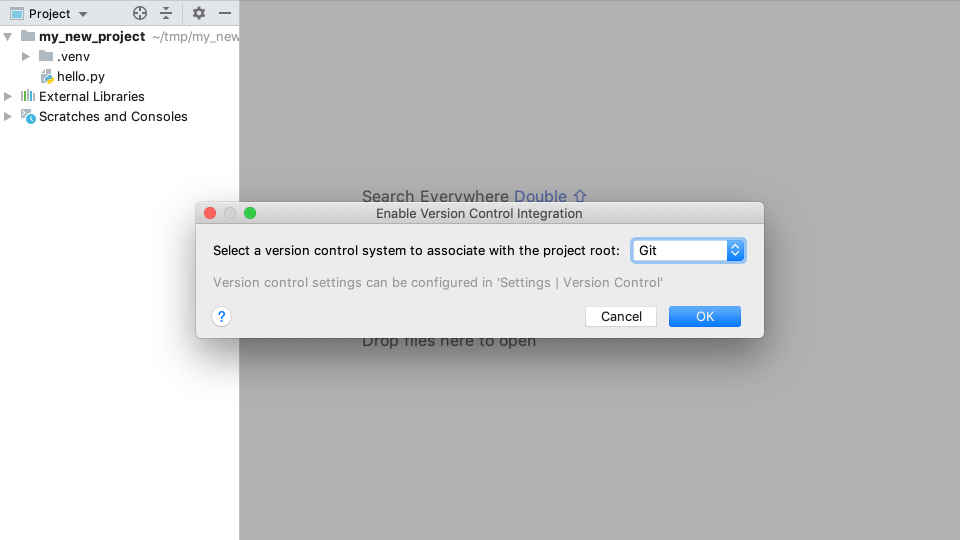 Project
my_new_project ~/tmp/my_new
.venv
hello.py
External Libraries
Scratches and Consoles
Search Everywhere Double ⇧
Enable Version Control Integration
Select a version control system to associate with the project root: Git
Version control settings can be configured in 'Settings | Version Control'
? Cancel OK
Drop files here to open